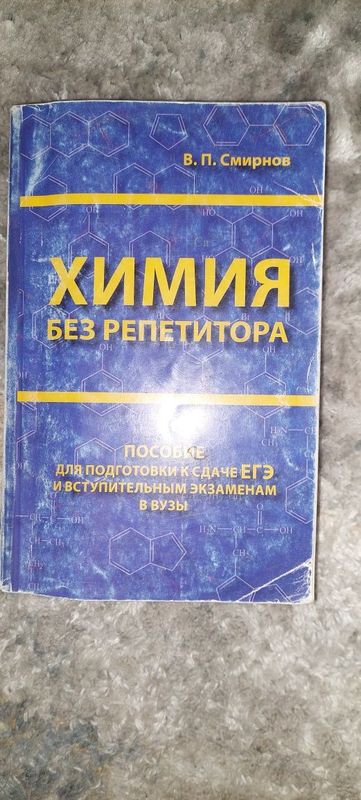 В. П. Смирнов
ХИМИЯ
БЕЗ РЕПЕТИТОРА
ПОСОБИЕ
ДЛЯ ПОДГОТОВКИ К СДАЧЕ ЕГЭ
И ВСТУПИТЕЛЬНЫМ ЭКЗАМЕНАМ
В ВУЗЫ